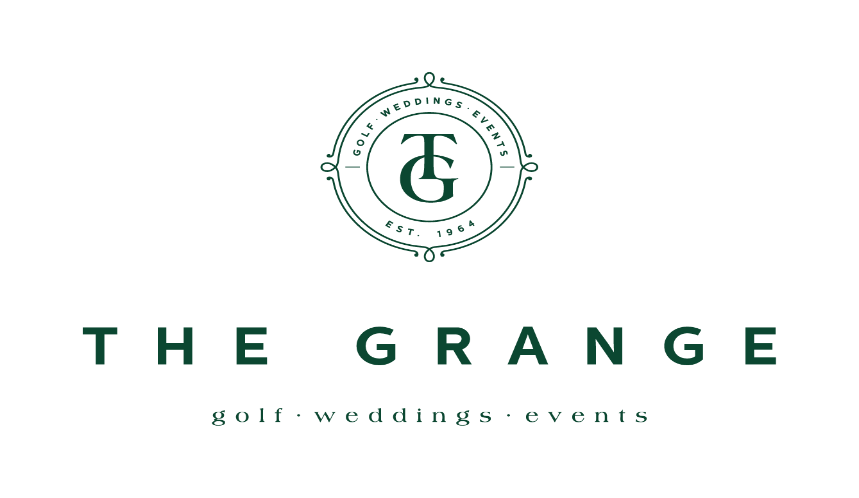 GOLF · WEDDINGS · EVENTS
TG
EST. 1964
THE GRANGE
golf · weddings · events